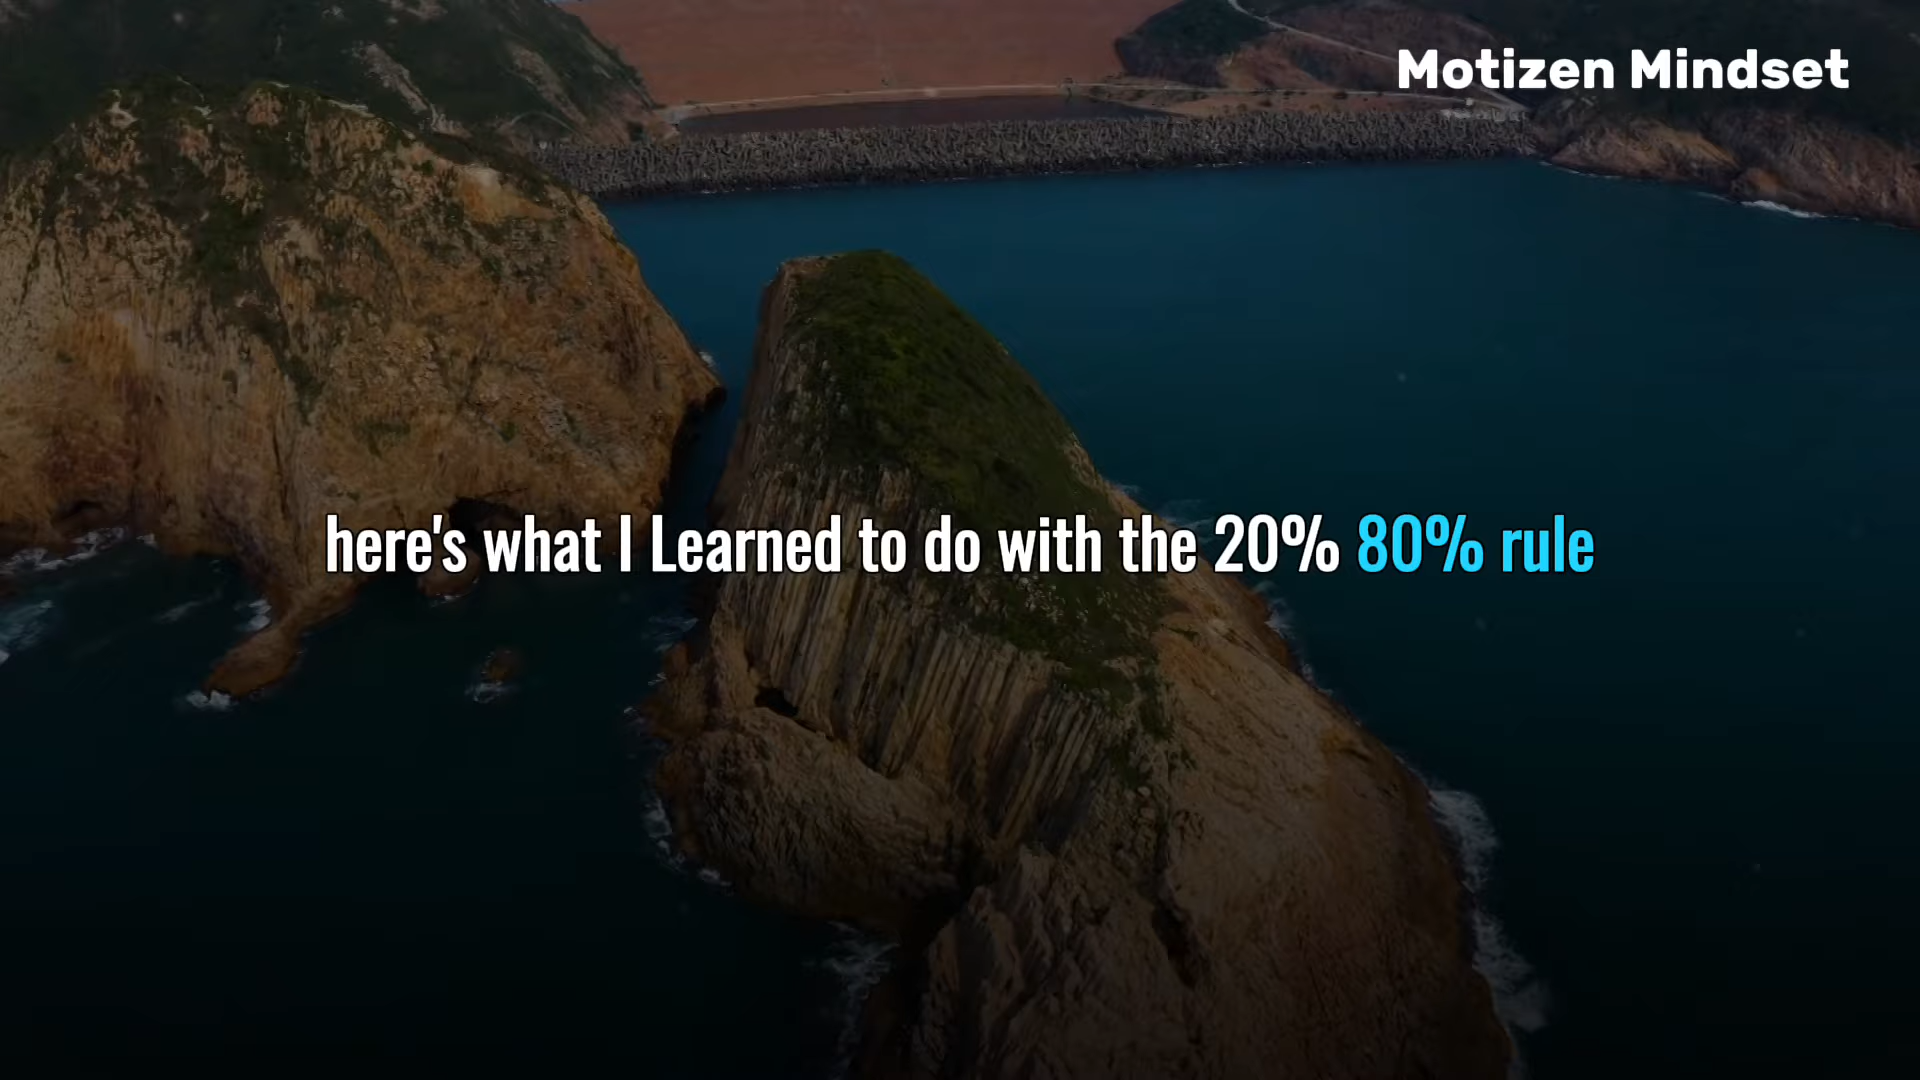 Motizen Mindset
here's what I Learned to do with the 20% 80% rule